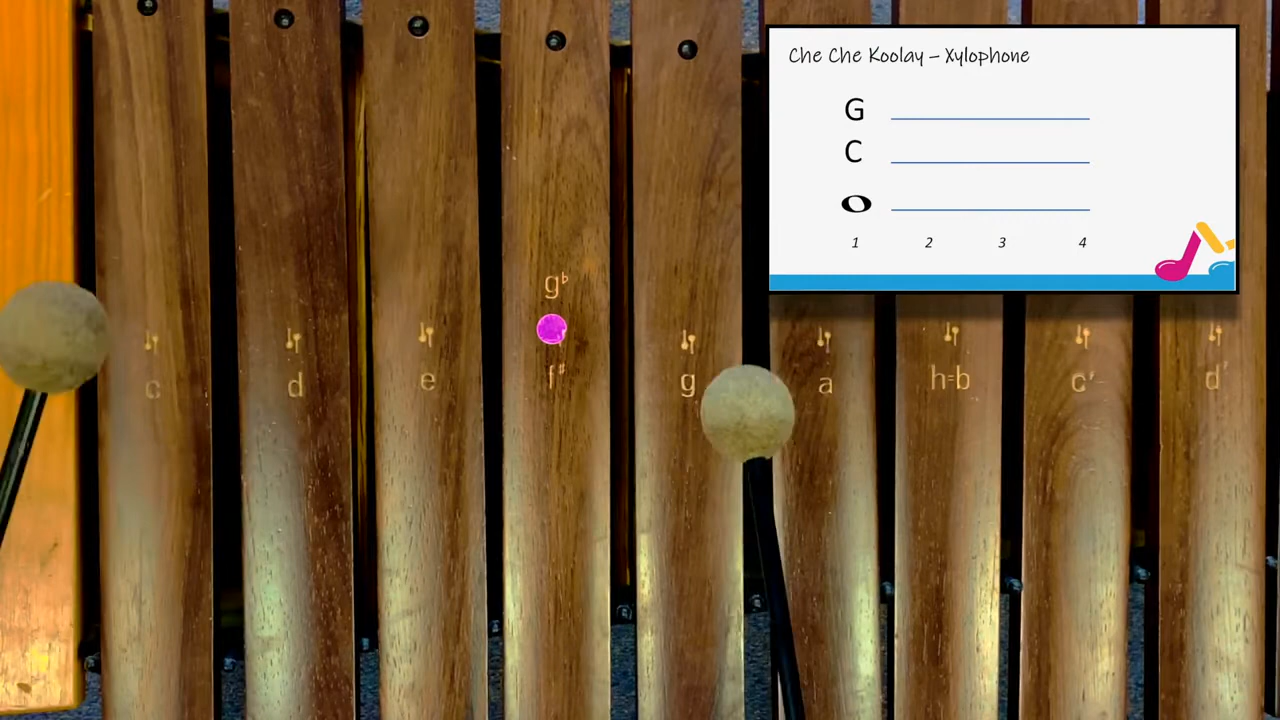 Che Che Koolay – Xylophone
G
C
1 2 3 4
g♭
c d e f♯ g a h=b c' d'